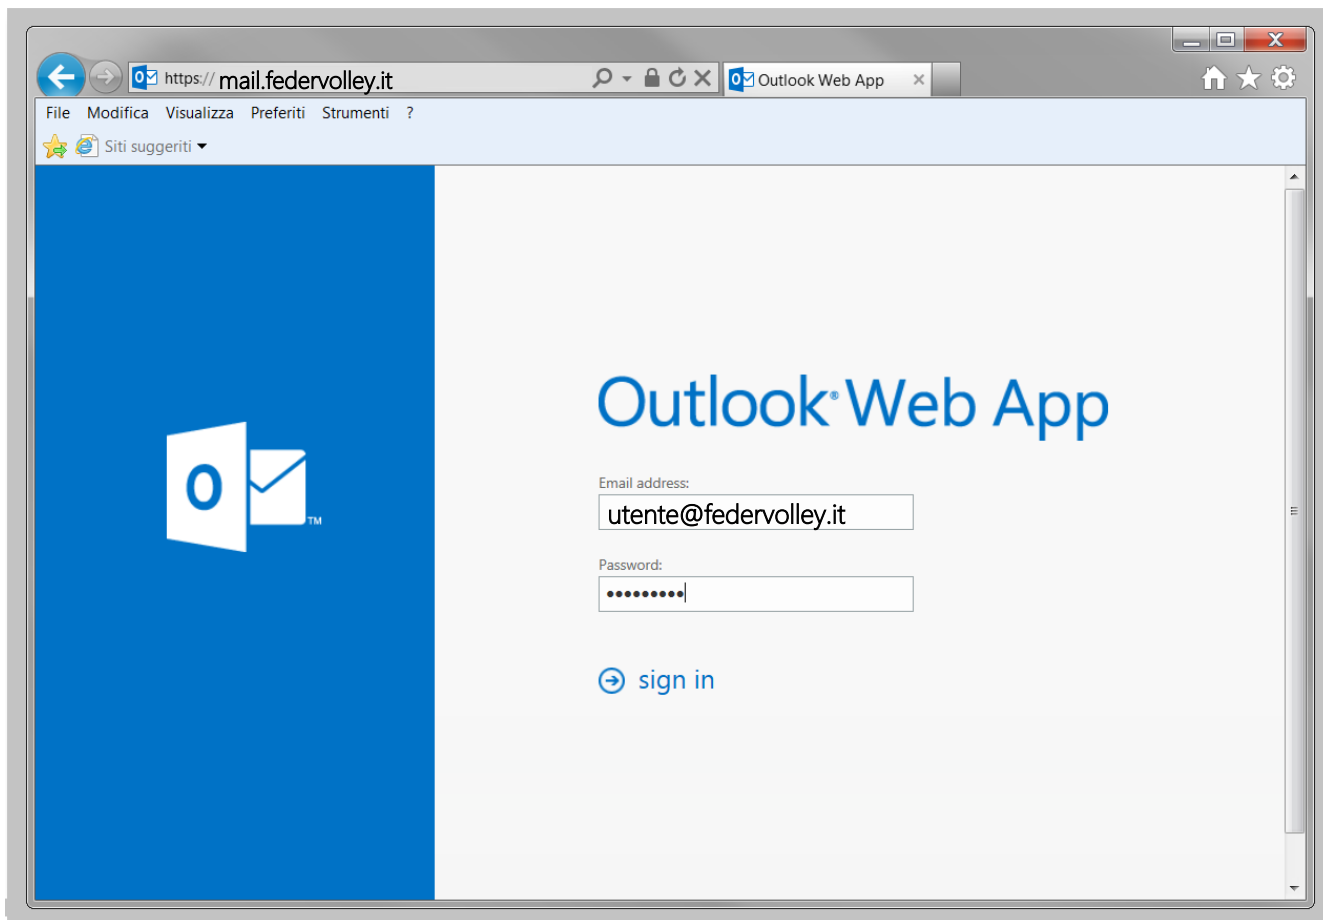 https:// mail.federvolley.it
Outlook Web App
File Modifica Visualizza Preferiti Strumenti ?
Siti suggeriti
Outlook® Web App
Email address:
utente@federvolley.it
Password:
•••••••••
sign in
O
TM